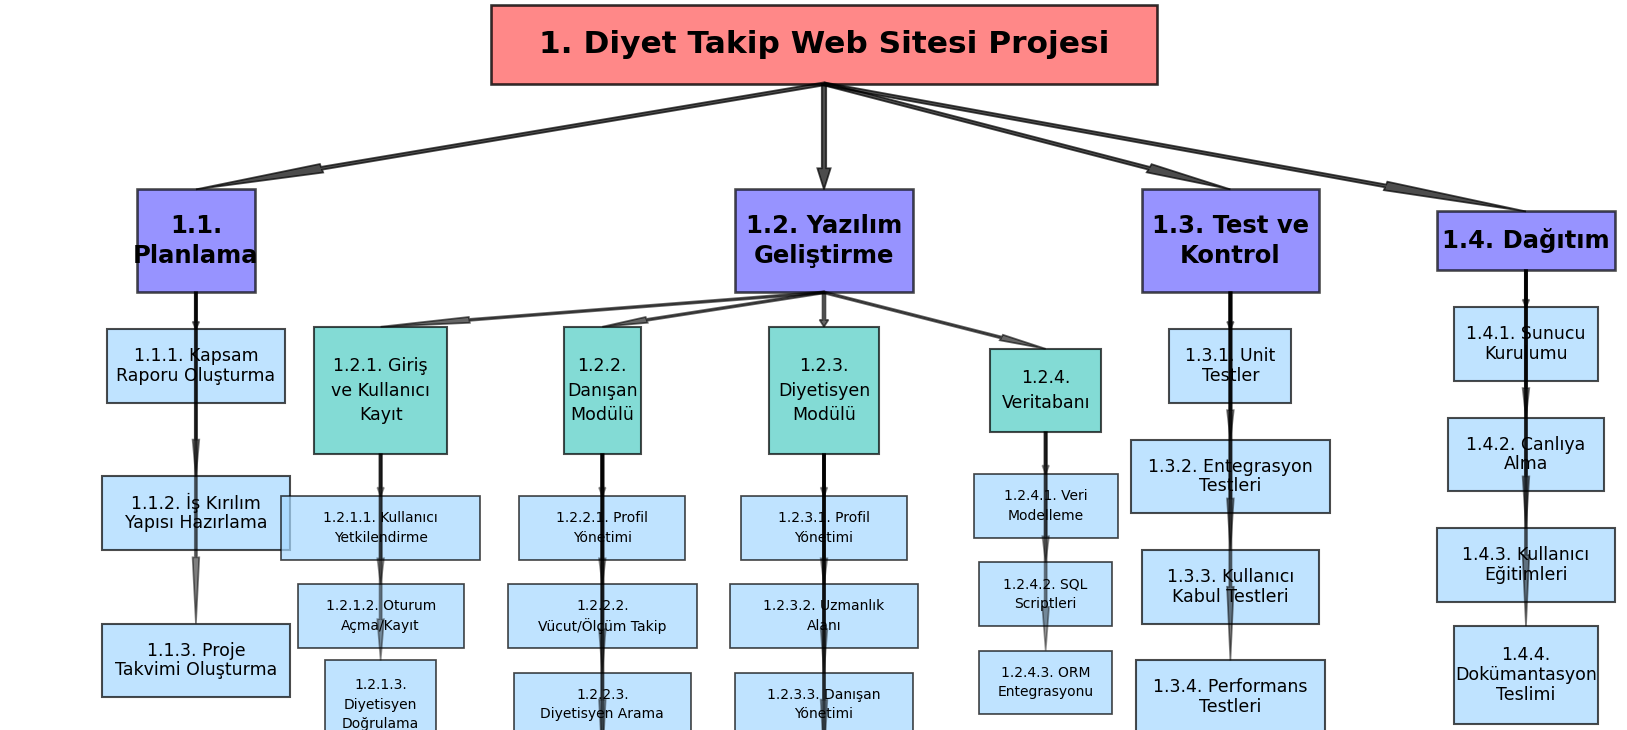 1. Diyet Takip Web Sitesi Projesi
1.1.
Planlama
1.2. Yazılım
Geliştirme
1.3. Test ve
Kontrol
1.4. Dağıtım
1.1.1. Kapsam
Raporu Oluşturma
1.1.2. İş Kırılım
Yapısı Hazırlama
1.1.3. Proje
Takvimi Oluşturma
1.2.1. Giriş
ve Kullanıcı
Kayıt
1.2.1.1. Kullanıcı
Yetkilendirme
1.2.1.2. Oturum
Açma/Kayıt
1.2.1.3.
Diyetisyen
Doğrulama
1.2.2.
Danışan
Modülü
1.2.2.1. Profil
Yönetimi
1.2.2.2.
Vücut/Ölçüm Takip
1.2.2.3.
Diyetisyen Arama
1.2.3.
Diyetisyen
Modülü
1.2.3.1. Profil
Yönetimi
1.2.3.2. Uzmanlık
Alanı
1.2.3.3. Danışan
Yönetimi
1.2.4.
Veritabanı
1.2.4.1. Veri
Modelleme
1.2.4.2. SQL
Scriptleri
1.2.4.3. ORM
Entegrasyonu
1.3.1. Unit
Testler
1.3.2. Entegrasyon
Testleri
1.3.3. Kullanıcı
Kabul Testleri
1.3.4. Performans
Testleri
1.4.1. Sunucu
Kurulumu
1.4.2. Canlıya
Alma
1.4.3. Kullanıcı
Eğitimleri
1.4.4.
Dokümantasyon
Teslimi